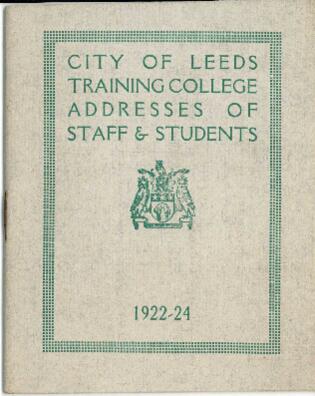 CITY OF LEEDS
TRAINING COLLEGE
ADDRESSES OF
STAFF & STUDENTS
1922-24